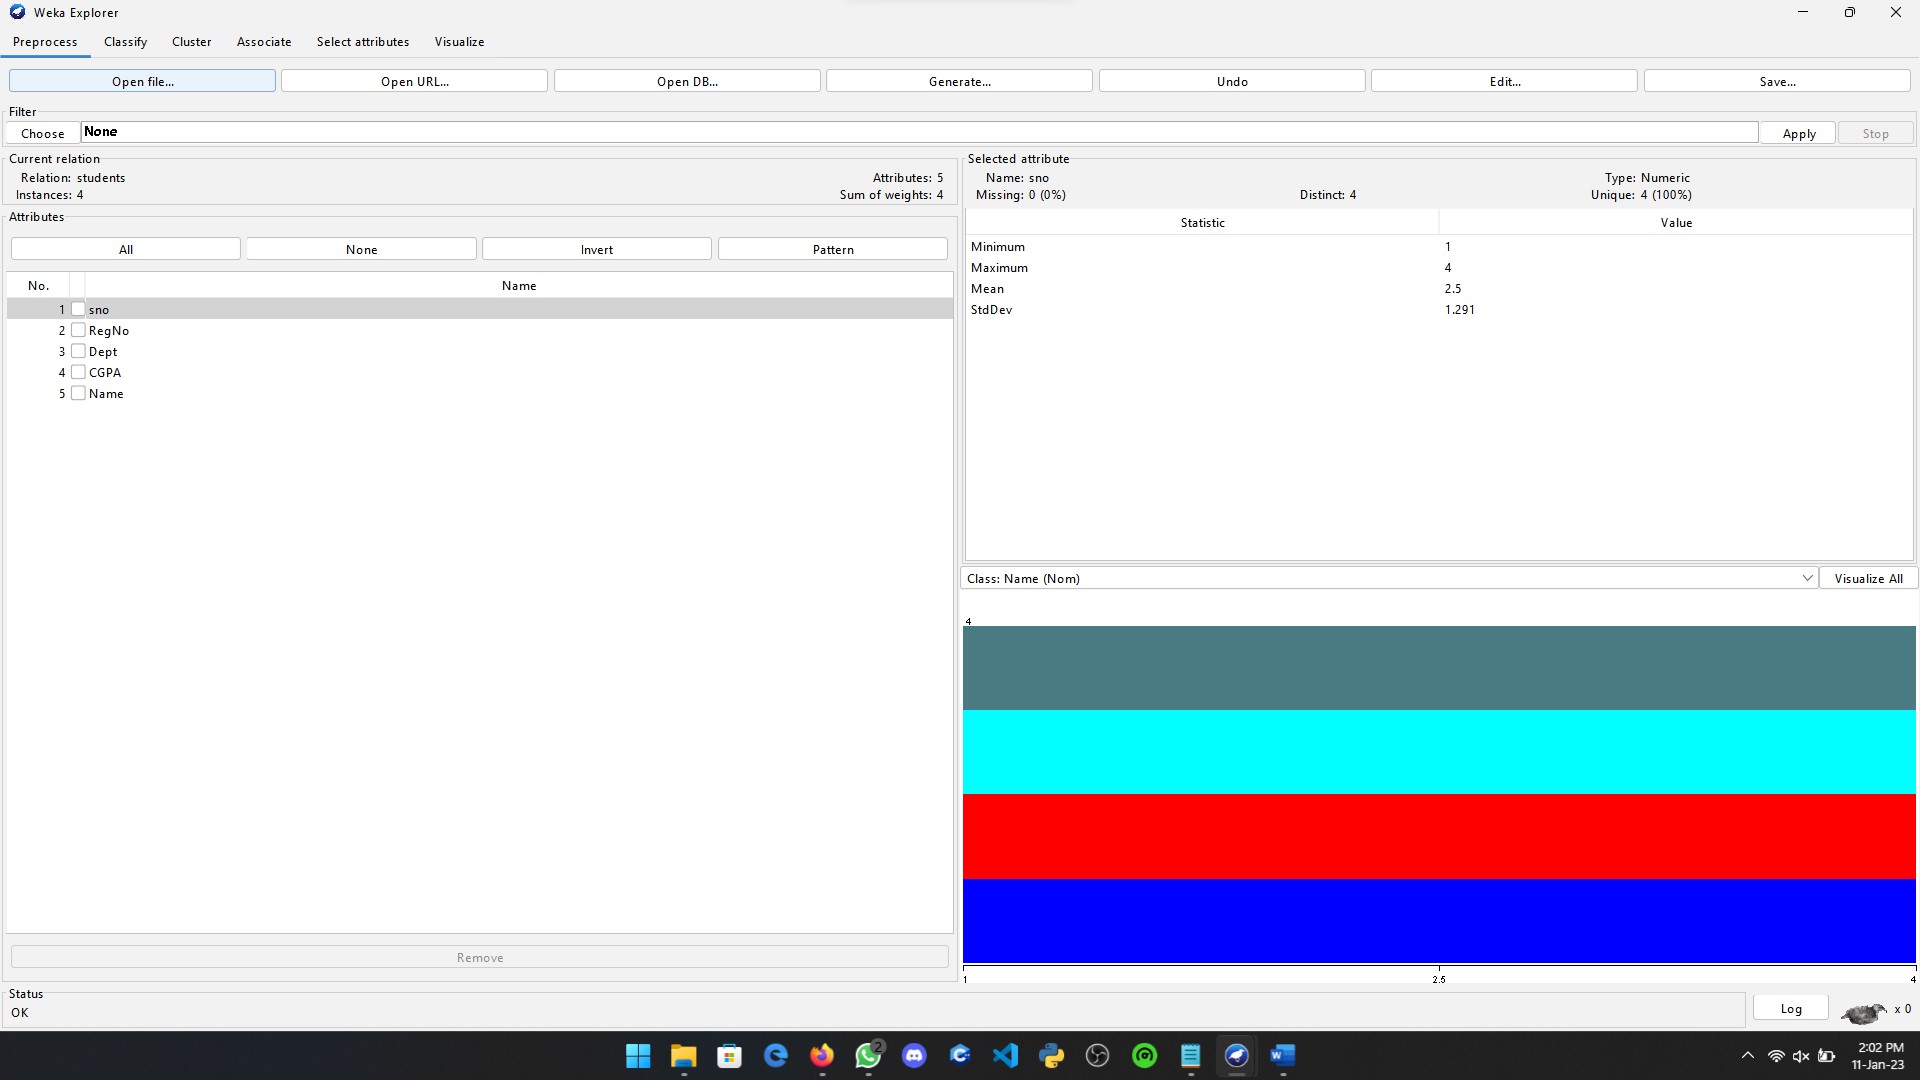 Weka Explorer
Preprocess Classify Cluster Associate Select attributes Visualize
Open file... Open URL... Open DB... Generate... Undo Edit... Save...
Filter
Choose None Apply Stop
Current relation
Relation: students Attributes: 5
Instances: 4 Sum of weights: 4
Attributes
All None Invert Pattern
No. Name
1 sno
2 RegNo
3 Dept
4 CGPA
5 Name
Remove
Selected attribute
Name: sno Type: Numeric
Missing: 0 (0%) Distinct: 4 Unique: 4 (100%)
Statistic Value
Minimum 1
Maximum 4
Mean 2.5
StdDev 1.291
Class: Name (Nom) Visualize All
4
1 2.5 4
Status
OK
Log x 0
2
2:02 PM
11-Jan-23